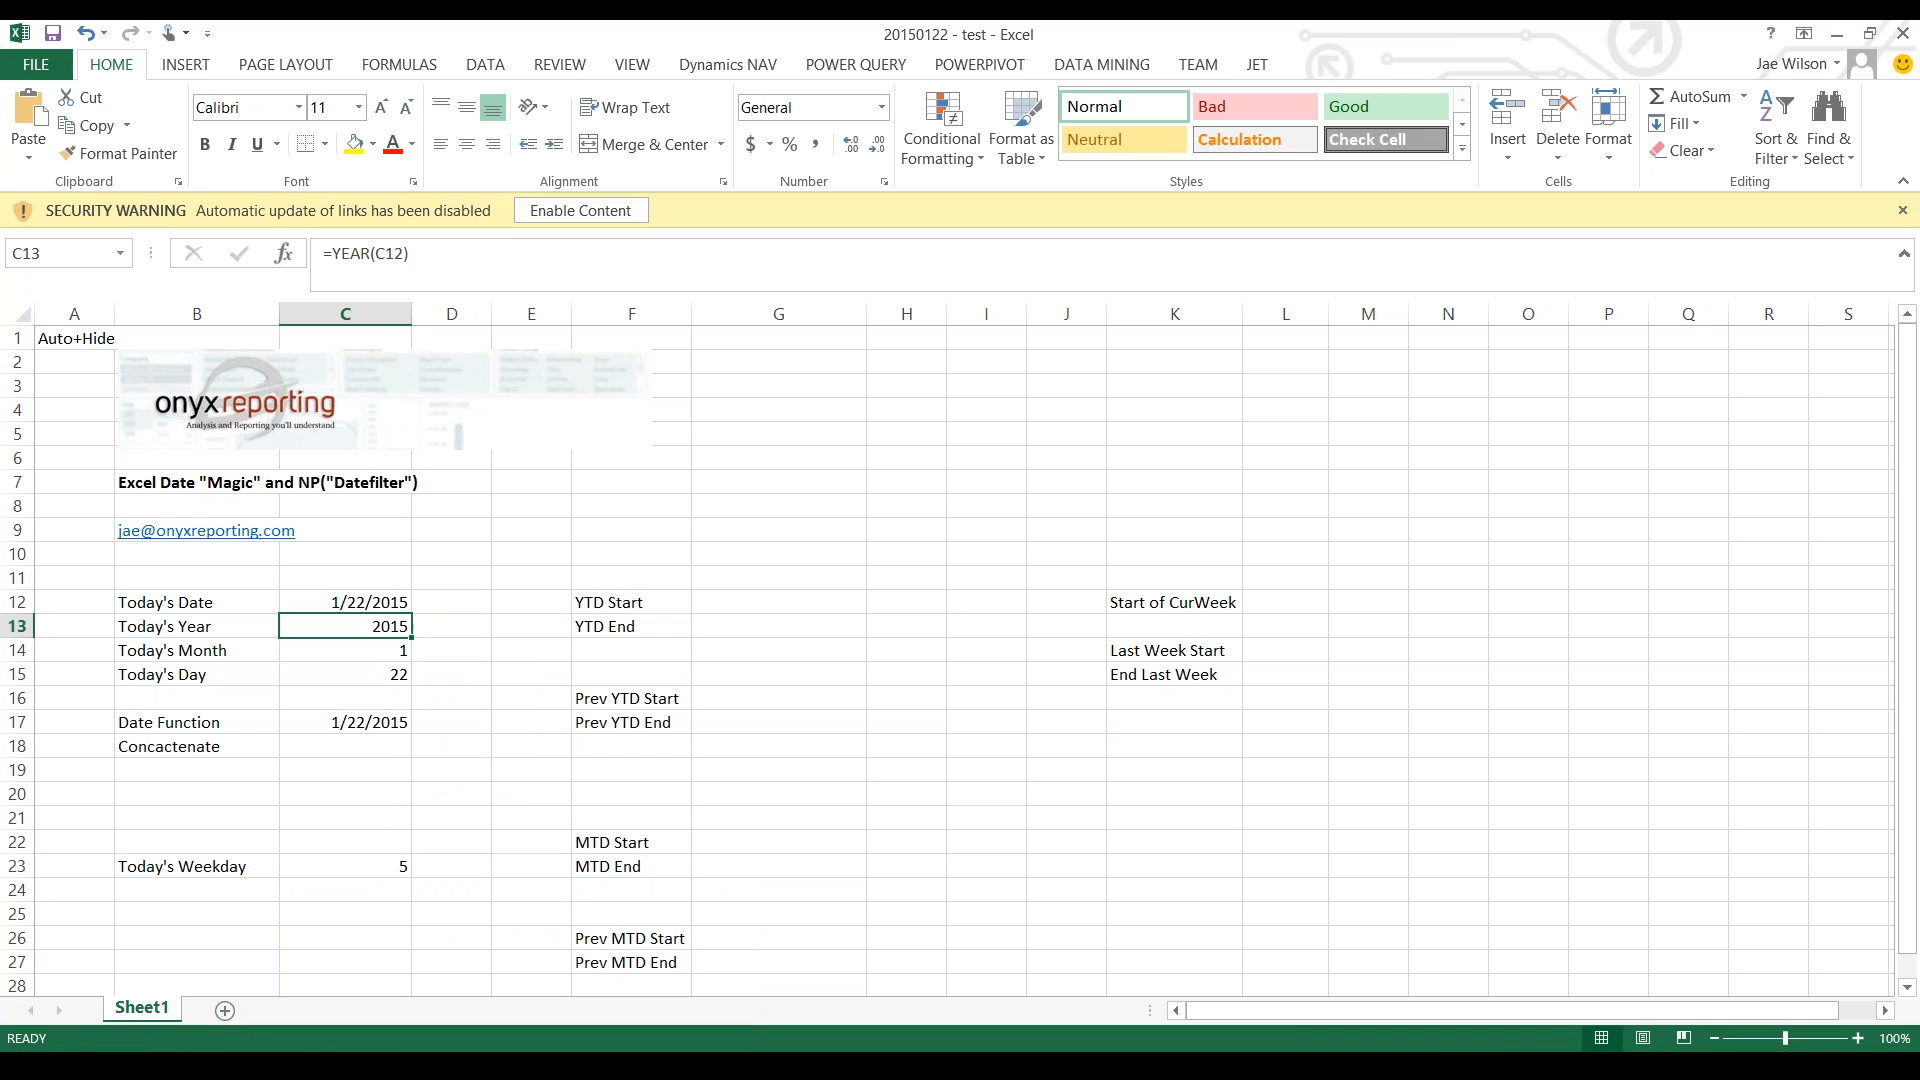 20150122 - test - Excel
?
FILE HOME INSERT PAGE LAYOUT FORMULAS DATA REVIEW VIEW Dynamics NAV POWER QUERY POWERPIVOT DATA MINING TEAM JET Jae Wilson
Paste
Cut
Copy
Format Painter
Clipboard
Calibri 11
B I U A
Font
Wrap Text
Merge & Center
Alignment
General
$ % ,
Number
Conditional Formatting
Format as Table
Normal Bad Good
Neutral Calculation Check Cell
Styles
Insert Delete Format
Cells
AutoSum
Fill
Clear
Sort & Filter
Find & Select
Editing
SECURITY WARNING Automatic update of links has been disabled Enable Content
C13 fx =YEAR(C12)
A B C D E F G H I J K L M N O P Q R S
1 Auto+Hide
2
3
4 onyxreporting
5 Analysis and Reporting you'll understand
6
7 Excel Date "Magic" and NP("Datefilter")
8
9 jae@onyxreporting.com
10
11
12 Today's Date 1/22/2015 YTD Start Start of CurWeek
13 Today's Year 2015 YTD End
14 Today's Month 1 Last Week Start
15 Today's Day 22 End Last Week
16 Prev YTD Start
17 Date Function 1/22/2015 Prev YTD End
18 Concactenate
19
20
21
22 MTD Start
23 Today's Weekday 5 MTD End
24
25
26 Prev MTD Start
27 Prev MTD End
28
Sheet1
READY 100%